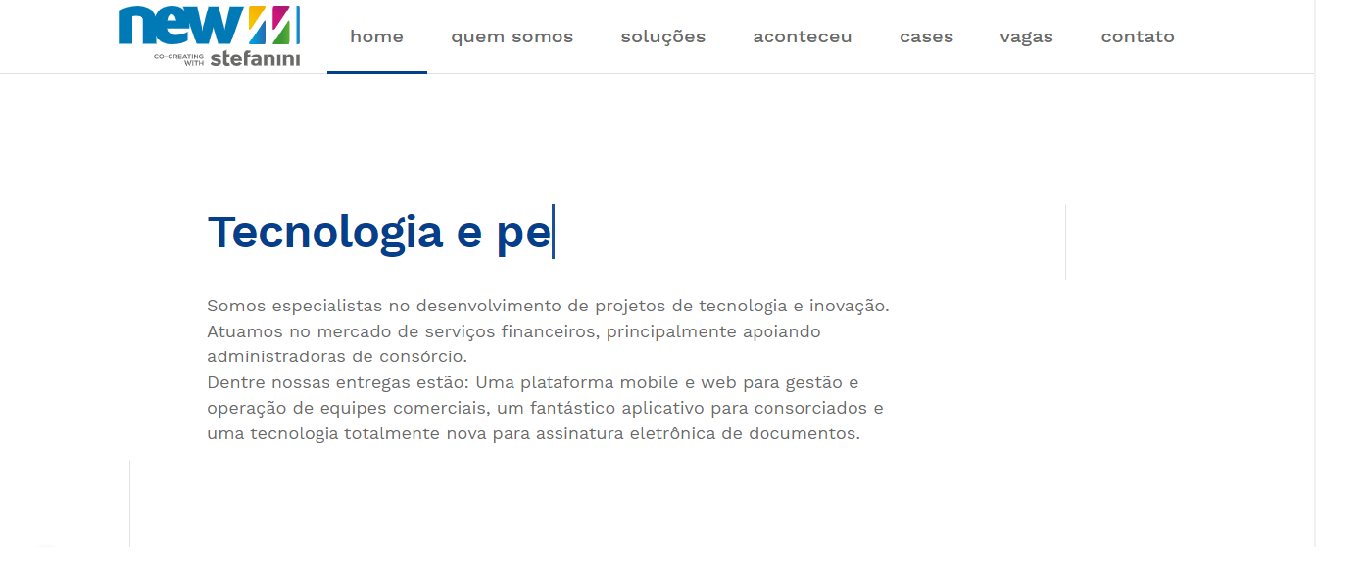 new
CO-CREATING
WITH stefanini
home quem somos soluções aconteceu cases vagas contato
Tecnologia e pe
Somos especialistas no desenvolvimento de projetos de tecnologia e inovação.
Atuamos no mercado de serviços financeiros, principalmente apoiando
administradoras de consórcio.
Dentre nossas entregas estão: Uma plataforma mobile e web para gestão e
operação de equipes comerciais, um fantástico aplicativo para consorciados e
uma tecnologia totalmente nova para assinatura eletrônica de documentos.